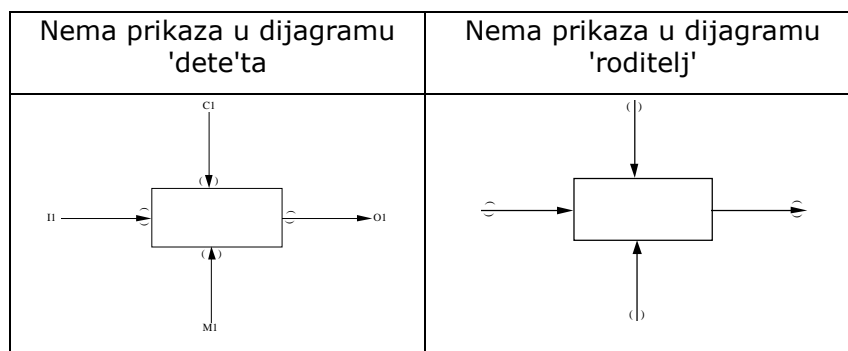 Nema prikaza u dijagramu
'dete'ta
Nema prikaza u dijagramu
'roditelj'
C1
( )
I1
( )
( )
O1
( )
M1
( )
( )
( )
( )